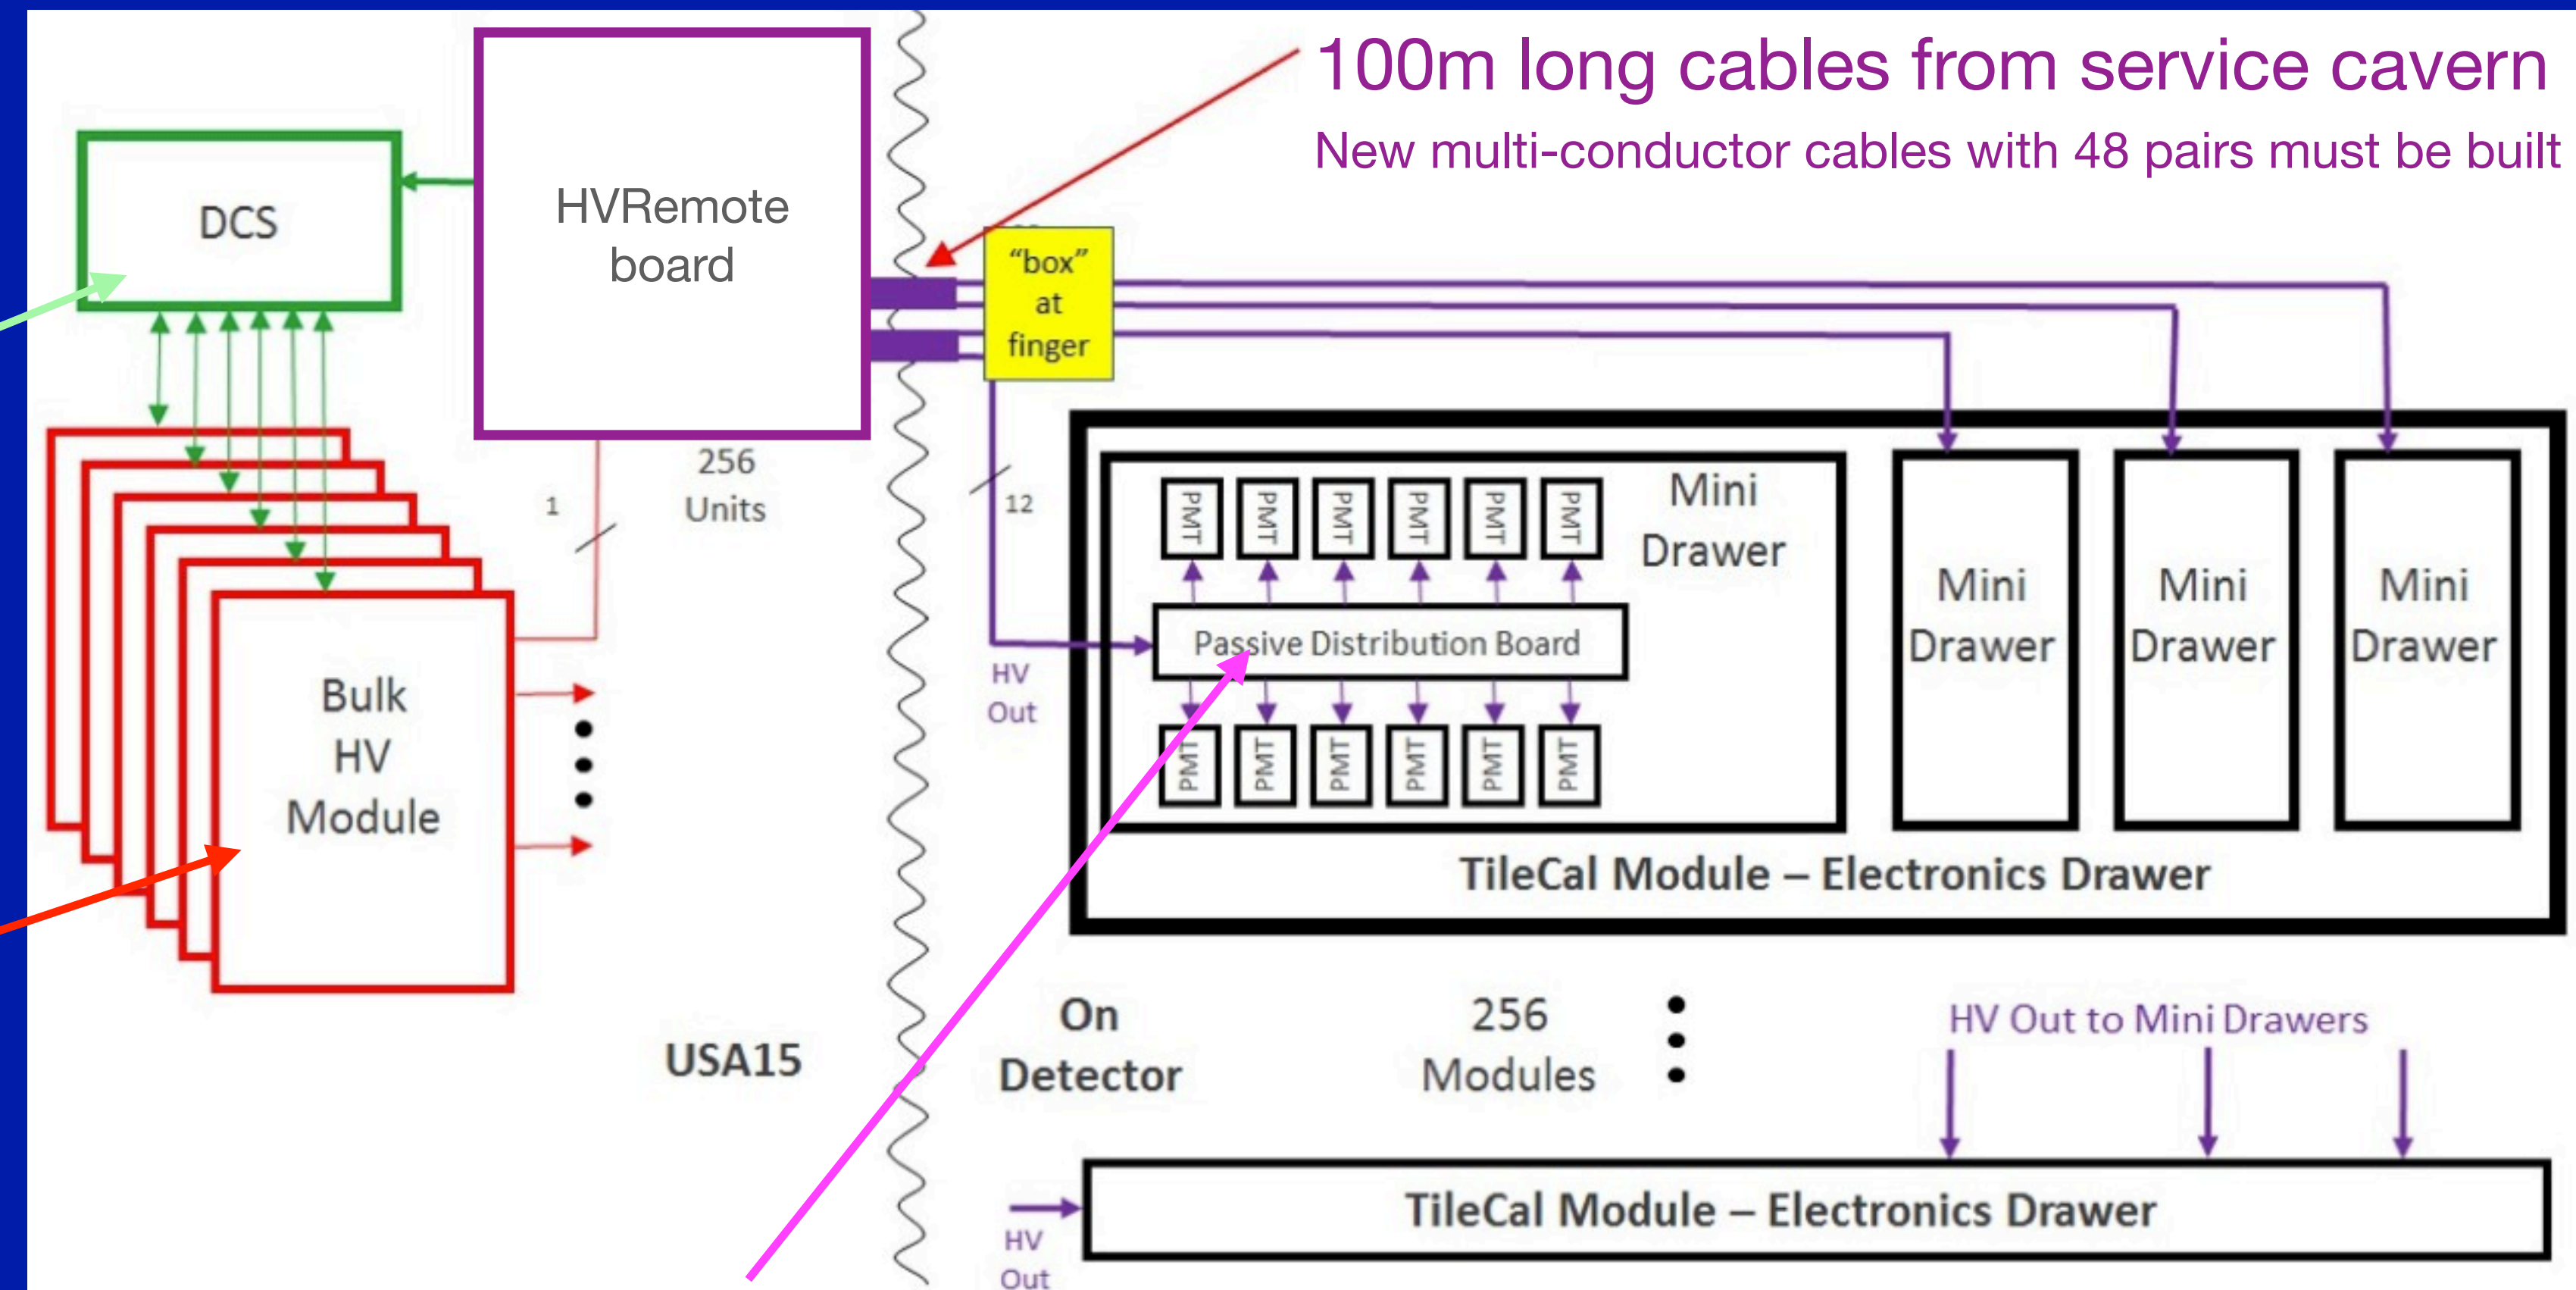 100m long cables from service cavern
New multi-conductor cables with 48 pairs must be built
DCS
HVRemote
board
"box"
at
finger
256
Units
1
12
HV
Out
PMT
PMT
PMT
PMT
PMT
PMT
Mini
Drawer
Passive Distribution Board
PMT
PMT
PMT
PMT
PMT
PMT
Mini
Drawer
Mini
Drawer
Mini
Drawer
TileCal Module – Electronics Drawer
Bulk
HV
Module
USA15
On
Detector
256
Modules
HV Out to Mini Drawers
TileCal Module – Electronics Drawer
HV
Out